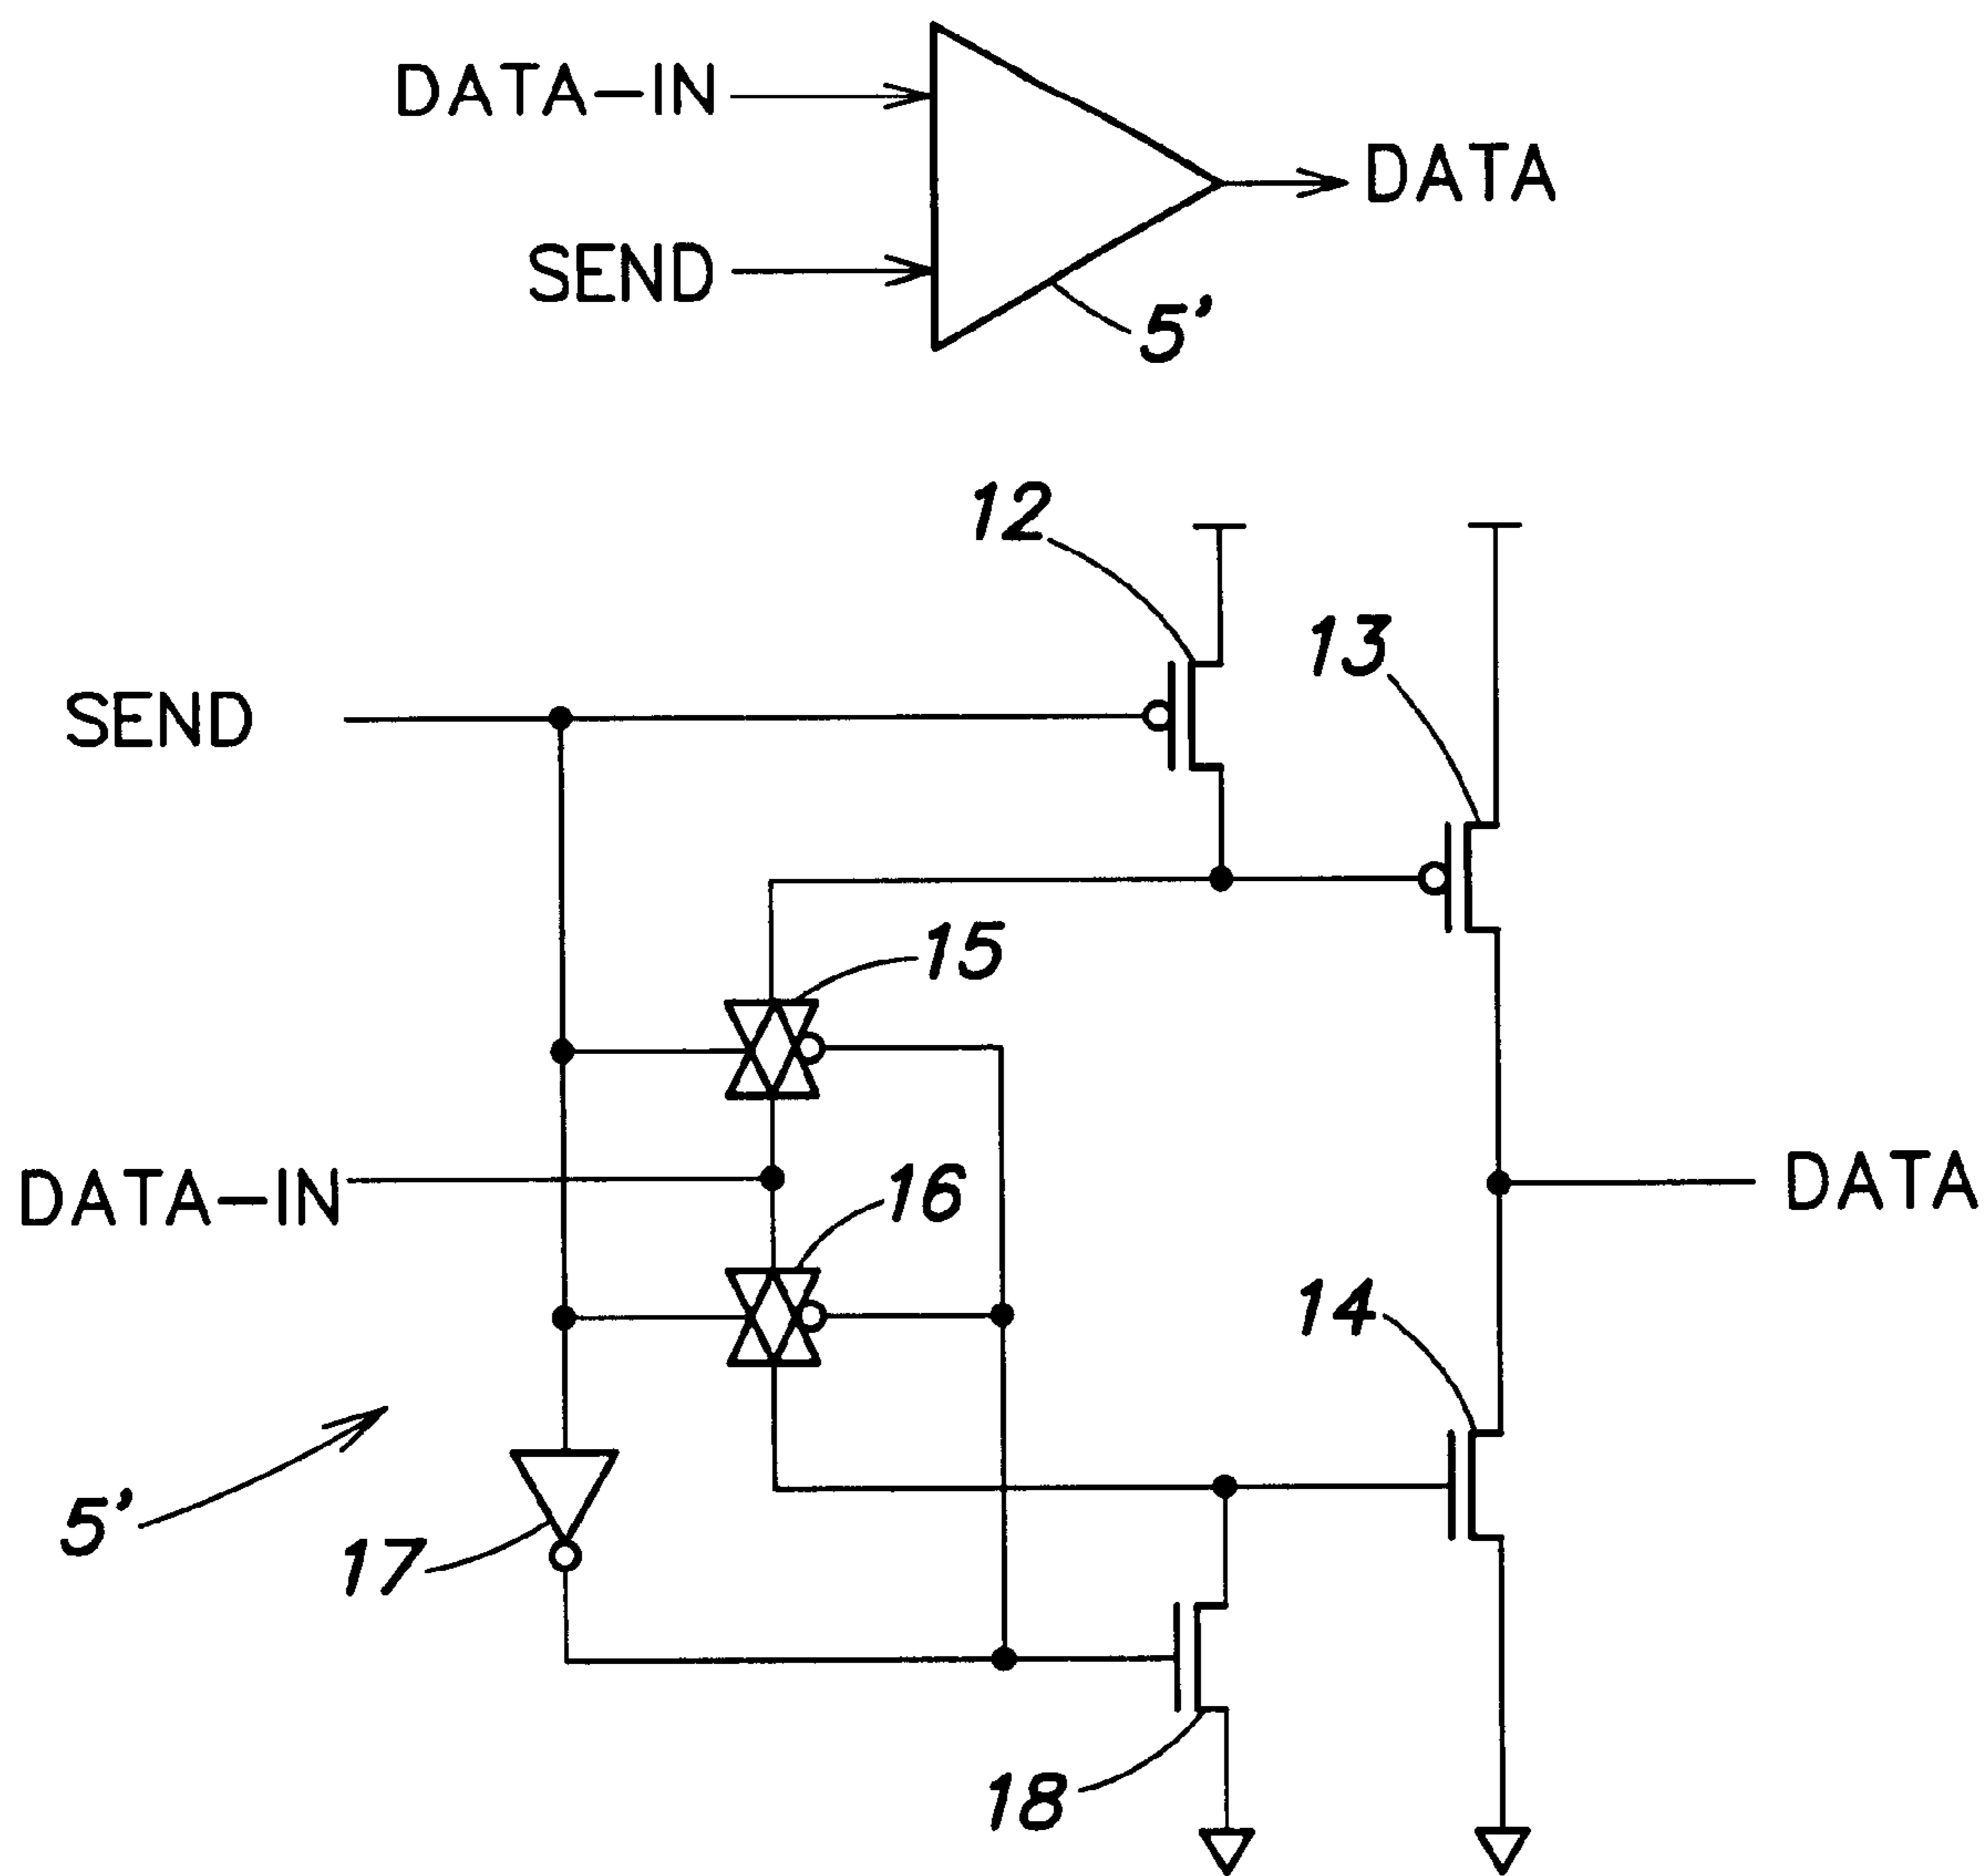 DATA-IN
DATA
SEND
5'
12
13
SEND
15
DATA-IN
16
DATA
14
5'
17
18